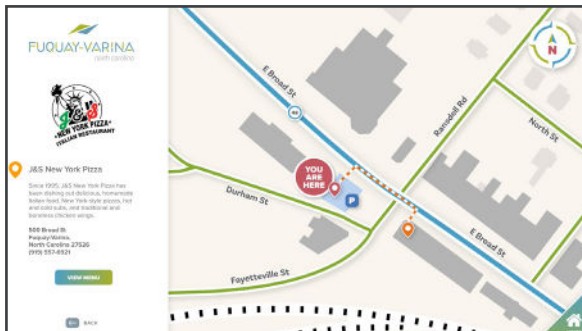 FUQUAY-VARINA
north carolina
J&S
NEW YORK PIZZA
ITALIAN RESTAURANT
J&S New York Pizza
Since 1995, J&S New York Pizza has
been dishing out delicious, homemade
Italian food, New York-style pizzas, hot
and cold subs, and traditional and
boneless chicken wings.
500 Broad St
Fuquay-Varina,
North Carolina 27526
(919) 557-6921
VIEW MENU
BACK
E Broad St
Ransdell Rd
North St
YOU
ARE
HERE
P
Durham St
E Broad St
Fayetteville St
N